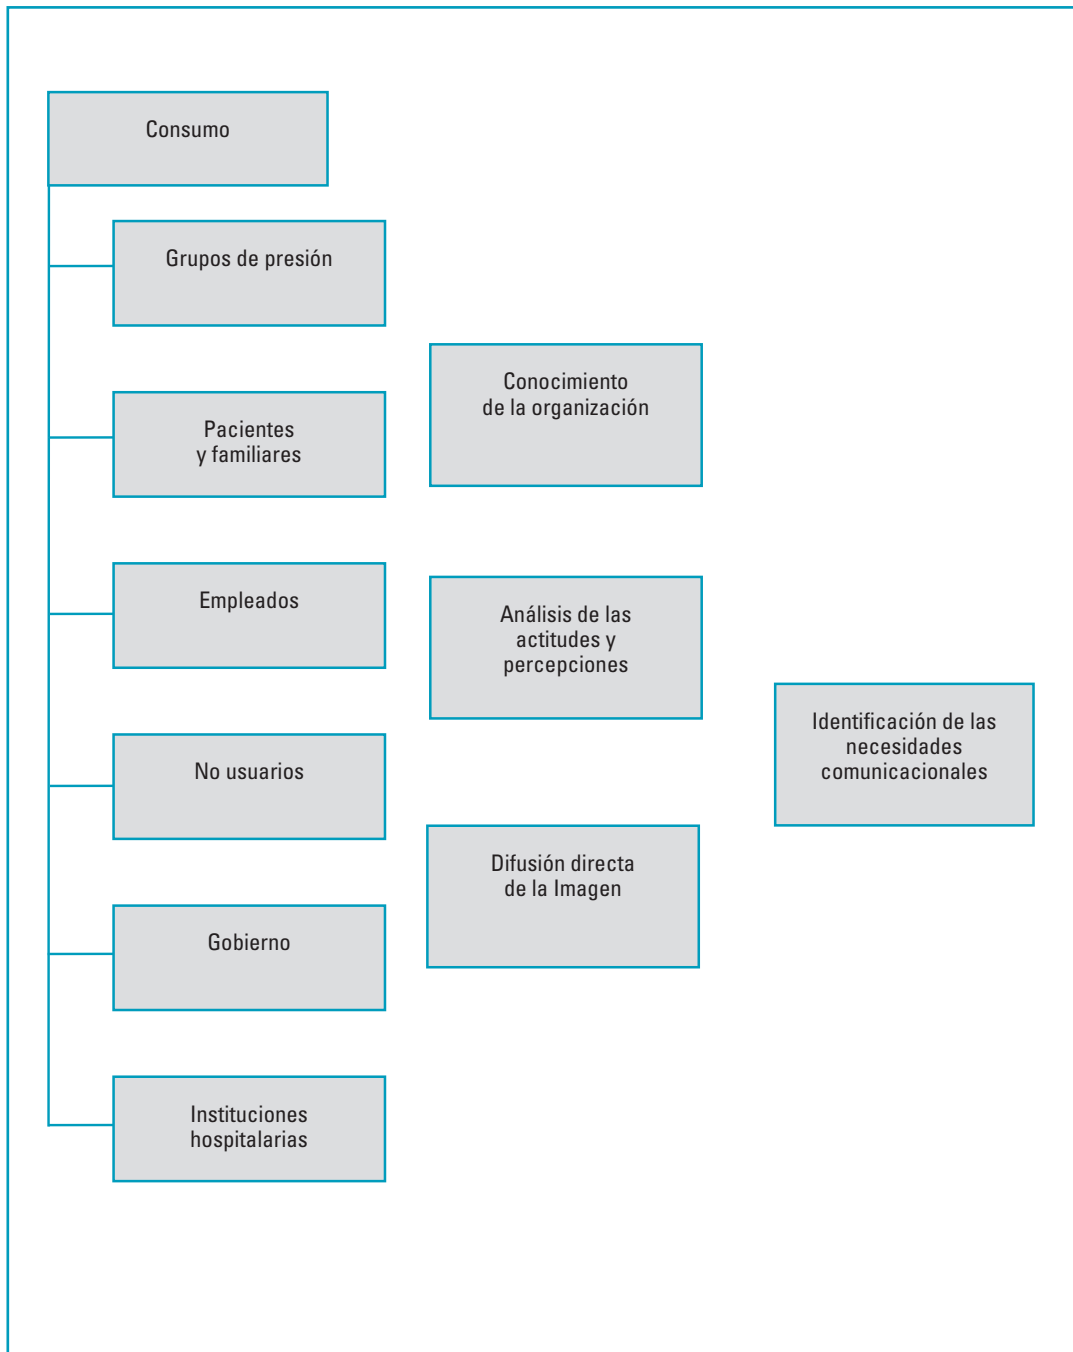 Consumo
Grupos de presión
Pacientes
y familiares
Empleados
No usuarios
Gobierno
Instituciones
hospitalarias
Conocimiento
de la organización
Análisis de las
actitudes y
percepciones
Difusión directa
de la Imagen
Identificación de las
necesidades
comunicacionales